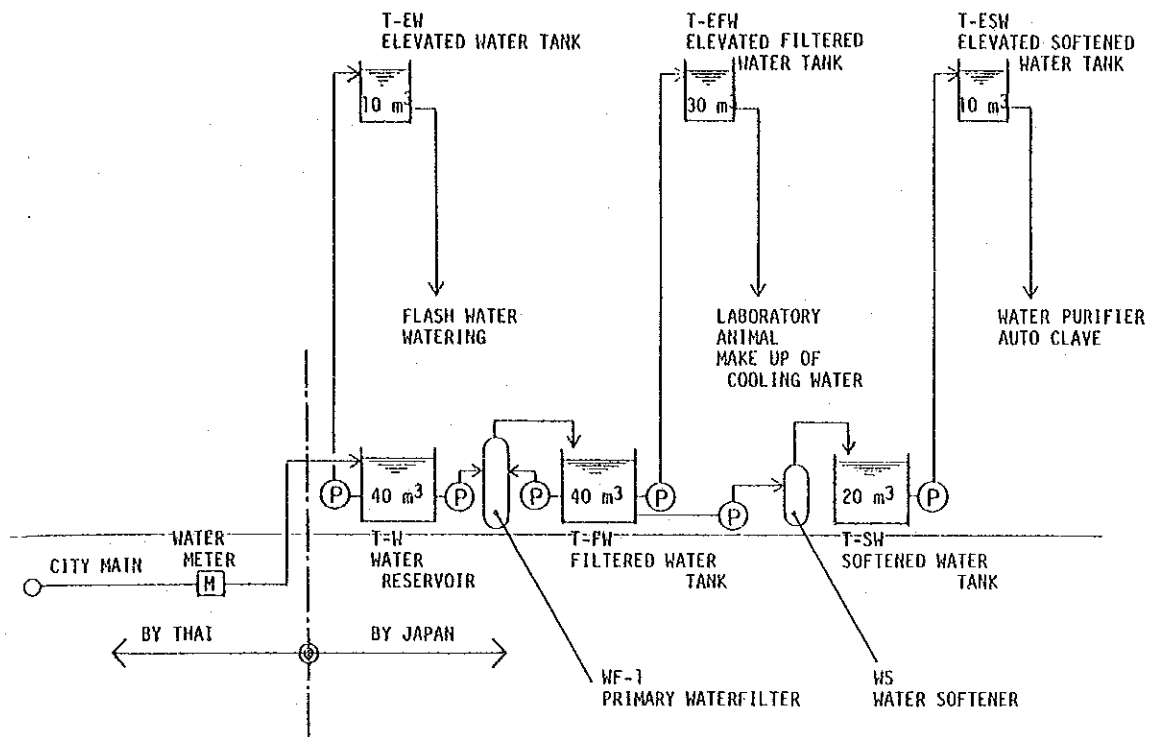 T-EW
ELEVATED WATER TANK
T-EFW
ELEVATED FILTERED
WATER TANK
T-ESW
ELEVATED SOFTENED
WATER TANK
10 m³
30 m³
10 m³
FLASH WATER
WATERING
LABORATORY
ANIMAL
MAKE UP OF
COOLING WATER
WATER PURIFIER
AUTO CLAVE
P
40 m³
P
P
40 m³
P
P
20 m³
P
WATER
METER
CITY MAIN
M
T=W
WATER
RESERVOIR
T-FW
FILTERED WATER
TANK
T=SW
SOFTENED WATER
TANK
BY THAI
BY JAPAN
WF-1
PRIMARY WATERFILTER
WS
WATER SOFTENER